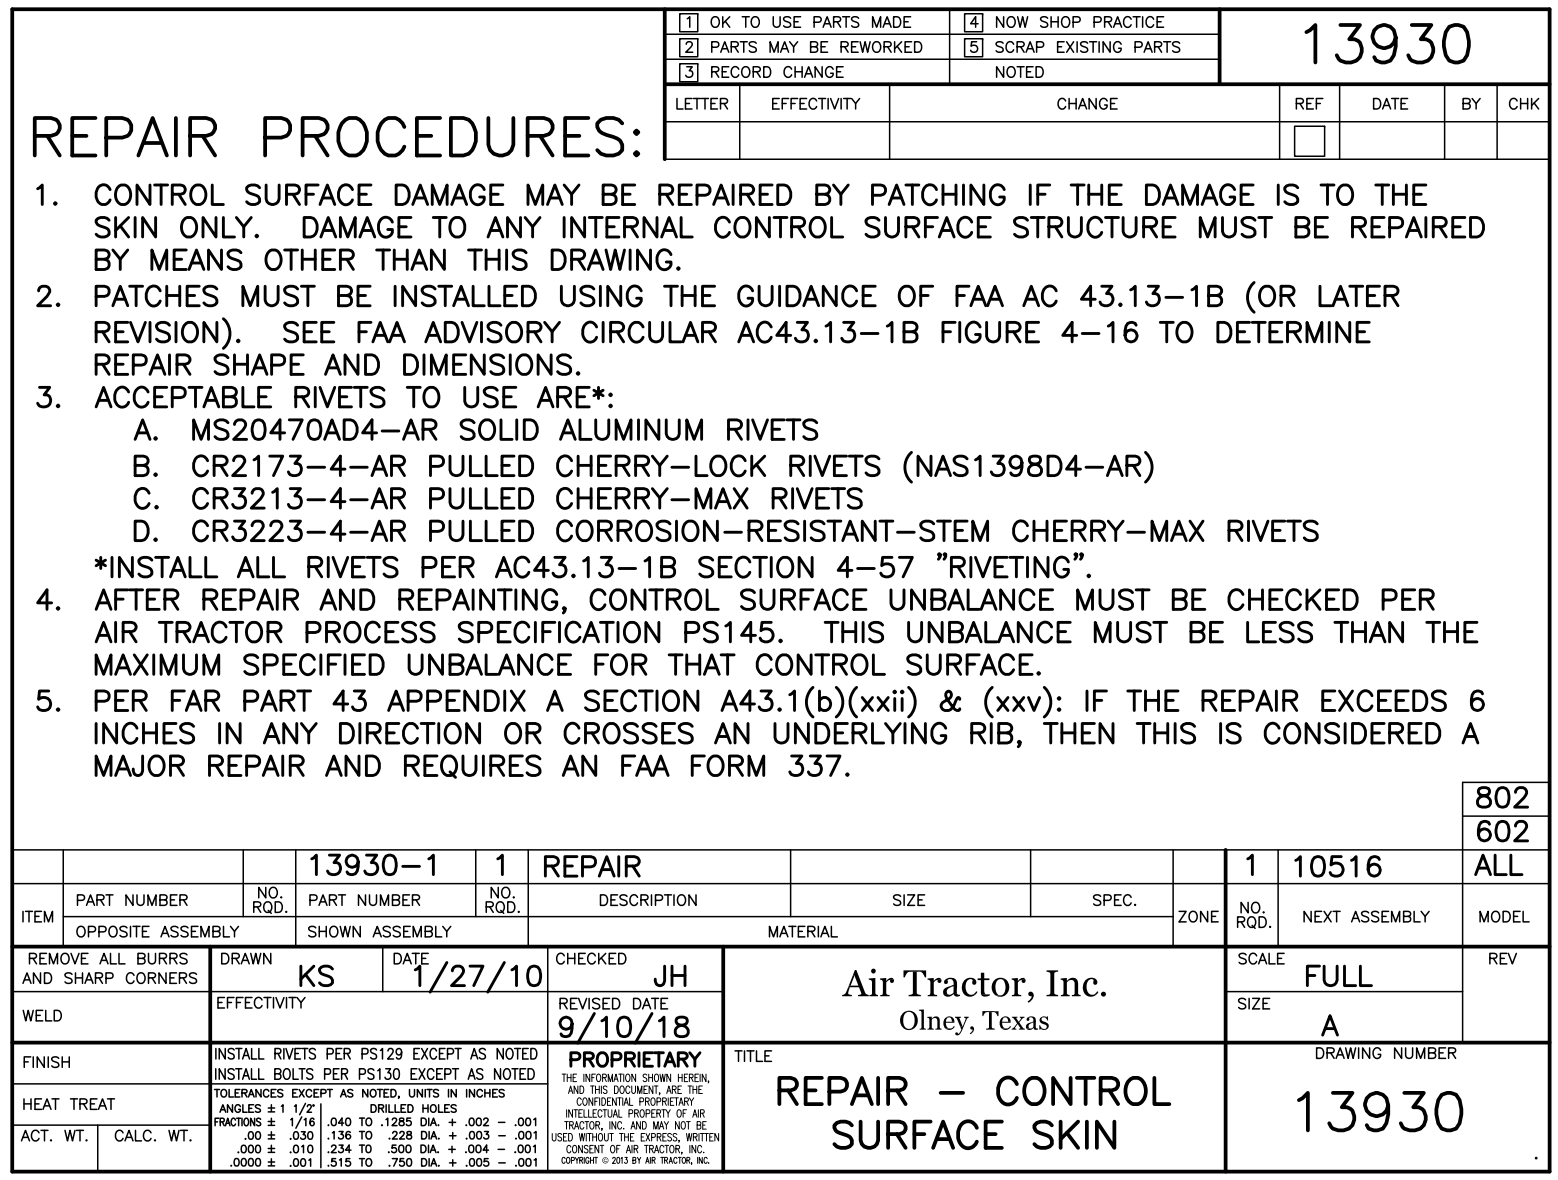 1 OK TO USE PARTS MADE
2 PARTS MAY BE REWORKED
3 RECORD CHANGE
4 NOW SHOP PRACTICE
5 SCRAP EXISTING PARTS
NOTED
13930
LETTER EFFECTIVITY CHANGE REF DATE BY CHK
REPAIR PROCEDURES:
1. CONTROL SURFACE DAMAGE MAY BE REPAIRED BY PATCHING IF THE DAMAGE IS TO THE
SKIN ONLY. DAMAGE TO ANY INTERNAL CONTROL SURFACE STRUCTURE MUST BE REPAIRED
BY MEANS OTHER THAN THIS DRAWING.
2. PATCHES MUST BE INSTALLED USING THE GUIDANCE OF FAA AC 43.13-1B (OR LATER
REVISION). SEE FAA ADVISORY CIRCULAR AC43.13-1B FIGURE 4-16 TO DETERMINE
REPAIR SHAPE AND DIMENSIONS.
3. ACCEPTABLE RIVETS TO USE ARE*:
A. MS20470AD4-AR SOLID ALUMINUM RIVETS
B. CR2173-4-AR PULLED CHERRY-LOCK RIVETS (NAS1398D4-AR)
C. CR3213-4-AR PULLED CHERRY-MAX RIVETS
D. CR3223-4-AR PULLED CORROSION-RESISTANT-STEM CHERRY-MAX RIVETS
*INSTALL ALL RIVETS PER AC43.13-1B SECTION 4-57 "RIVETING".
4. AFTER REPAIR AND REPAINTING, CONTROL SURFACE UNBALANCE MUST BE CHECKED PER
AIR TRACTOR PROCESS SPECIFICATION PS145. THIS UNBALANCE MUST BE LESS THAN THE
MAXIMUM SPECIFIED UNBALANCE FOR THAT CONTROL SURFACE.
5. PER FAR PART 43 APPENDIX A SECTION A43.1(b)(xxii) & (xxv): IF THE REPAIR EXCEEDS 6
INCHES IN ANY DIRECTION OR CROSSES AN UNDERLYING RIB, THEN THIS IS CONSIDERED A
MAJOR REPAIR AND REQUIRES AN FAA FORM 337.
802
602
13930-1 1 REPAIR 1 10516 ALL
ITEM PART NUMBER NO. RQD. PART NUMBER NO. RQD. DESCRIPTION SIZE SPEC. ZONE NO. RQD. NEXT ASSEMBLY MODEL
OPPOSITE ASSEMBLY SHOWN ASSEMBLY MATERIAL
REMOVE ALL BURRS
AND SHARP CORNERS
WELD
FINISH
HEAT TREAT
ACT. WT. CALC. WT.
DRAWN KS
DATE 1/27/10
CHECKED JH
EFFECTIVITY
REVISED DATE
9/10/18
INSTALL RIVETS PER PS129 EXCEPT AS NOTED
INSTALL BOLTS PER PS130 EXCEPT AS NOTED
TOLERANCES EXCEPT AS NOTED, UNITS IN INCHES
ANGLES ± 1 1/2° DRILLED HOLES
FRACTIONS ± 1/16 .040 TO .1285 DIA. + .002 - .001
.00 ± .030 .136 TO .228 DIA. + .003 - .001
.000 ± .010 .234 TO .500 DIA. + .004 - .001
.0000 ± .001 .515 TO .750 DIA. + .005 - .001
PROPRIETARY
THE INFORMATION SHOWN HEREIN,
AND THIS DOCUMENT, ARE THE
CONFIDENTIAL PROPRIETARY
INTELLECTUAL PROPERTY OF AIR
TRACTOR, INC. AND MAY NOT BE
USED WITHOUT THE EXPRESS, WRITTEN
CONSENT OF AIR TRACTOR, INC.
COPYRIGHT © 2013 BY AIR TRACTOR, INC.
Air Tractor, Inc.
Olney, Texas
TITLE
REPAIR - CONTROL
SURFACE SKIN
SCALE
FULL
SIZE
A
REV
DRAWING NUMBER
13930